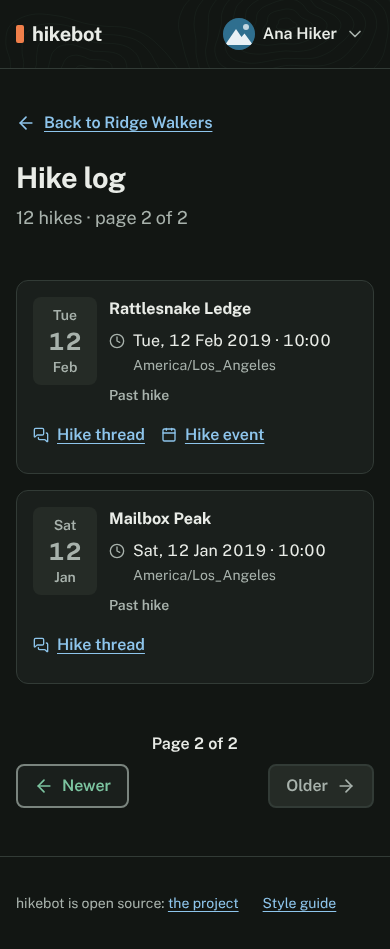 hikebot
Ana Hiker
Back to Ridge Walkers
Hike log
12 hikes · page 2 of 2
Tue
12
Feb
Rattlesnake Ledge
Tue, 12 Feb 2019 · 10:00
America/Los_Angeles
Past hike
Hike thread
Hike event
Sat
12
Jan
Mailbox Peak
Sat, 12 Jan 2019 · 10:00
America/Los_Angeles
Past hike
Hike thread
Page 2 of 2
Newer
Older
hikebot is open source: the project
Style guide